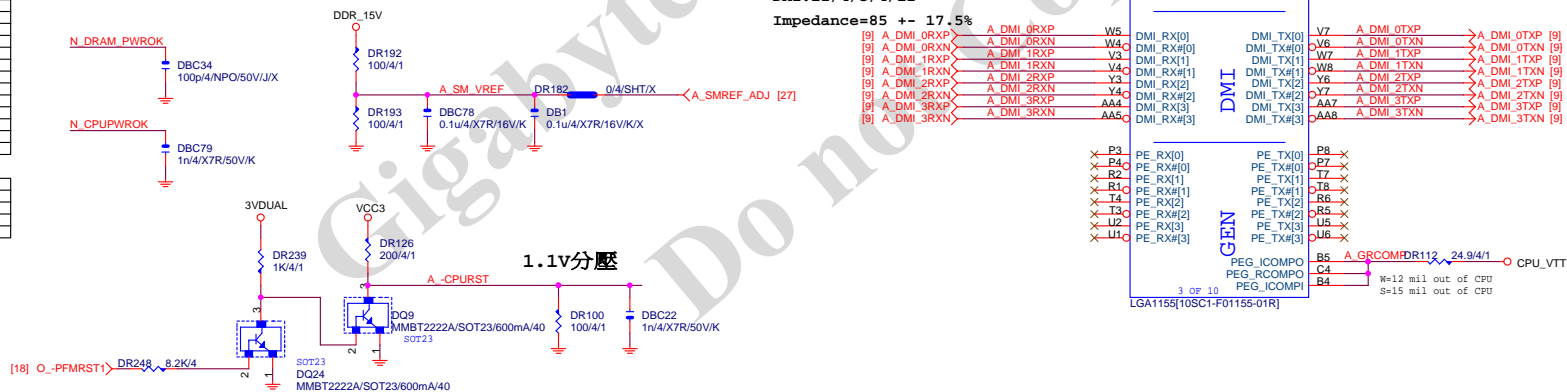 Impedance=85 +- 17.5%
DDR_15V
N_DRAM_PWROK
DBC34
100p/4/NPO/50V/J/X
DR192
100/4/1
A_SM_VREF
DR182
0/4/SHT/X
A_SMREF_ADJ [27]
DR193
100/4/1
DBC78
0.1u/4/X7R/16V/K
DB1
0.1u/4/X7R/16V/K/X
N_CPUPWROK
DBC79
1n/4/X7R/50V/K
3VDUAL
VCC3
DR239
1K/4/1
DR126
200/4/1
1.1V分壓
A_-CPURST
3
DQ9
MMBT2222A/SOT23/600mA/40
SOT23
2
1
DR100
100/4/1
DBC22
1n/4/X7R/50V/K
3
[18] O_-PFMRST1
DR248
8.2K/4
2
1
SOT23
DQ24
MMBT2222A/SOT23/600mA/40
[9] A_DMI_0RXP A_DMI_0RXP W5 DMI_RX[0] DMI_TX[0] V7 A_DMI_0TXP A_DMI_0TXP [9]
[9] A_DMI_0RXN A_DMI_0RXN W4 DMI_RX#[0] DMI_TX#[0] V6 A_DMI_0TXN A_DMI_0TXN [9]
[9] A_DMI_1RXP A_DMI_1RXP V3 DMI_RX[1] DMI_TX[1] W7 A_DMI_1TXP A_DMI_1TXP [9]
[9] A_DMI_1RXN A_DMI_1RXN V4 DMI_RX#[1] DMI_TX#[1] W8 A_DMI_1TXN A_DMI_1TXN [9]
[9] A_DMI_2RXP A_DMI_2RXP Y3 DMI_RX[2] DMI_TX[2] Y6 A_DMI_2TXP A_DMI_2TXP [9]
[9] A_DMI_2RXN A_DMI_2RXN Y4 DMI_RX#[2] DMI_TX#[2] Y7 A_DMI_2TXN A_DMI_2TXN [9]
[9] A_DMI_3RXP A_DMI_3RXP AA4 DMI_RX[3] DMI_TX[3] AA7 A_DMI_3TXP A_DMI_3TXP [9]
[9] A_DMI_3RXN A_DMI_3RXN AA5 DMI_RX#[3] DMI_TX#[3] AA8 A_DMI_3TXN A_DMI_3TXN [9]
DMI
P3 PE_RX[0] PE_TX[0] P8
P4 PE_RX#[0] PE_TX#[0] P7
R2 PE_RX[1] PE_TX[1] T7
R1 PE_RX#[1] PE_TX#[1] T8
T4 PE_RX[2] PE_TX[2] R6
T3 PE_RX#[2] PE_TX#[2] R5
U2 PE_RX[3] PE_TX[3] U5
U1 PE_RX#[3] PE_TX#[3] U6
GEN
PEG_ICOMPO B5 A_GRCOMP DR112 24.9/4/1 CPU_VTT
PEG_RCOMPO C4
PEG_ICOMPI B4
W=12 mil out of CPU
S=15 mil out of CPU
3 OF 10
LGA1155[10SC1-F01155-01R]
Gigabyte
Do not